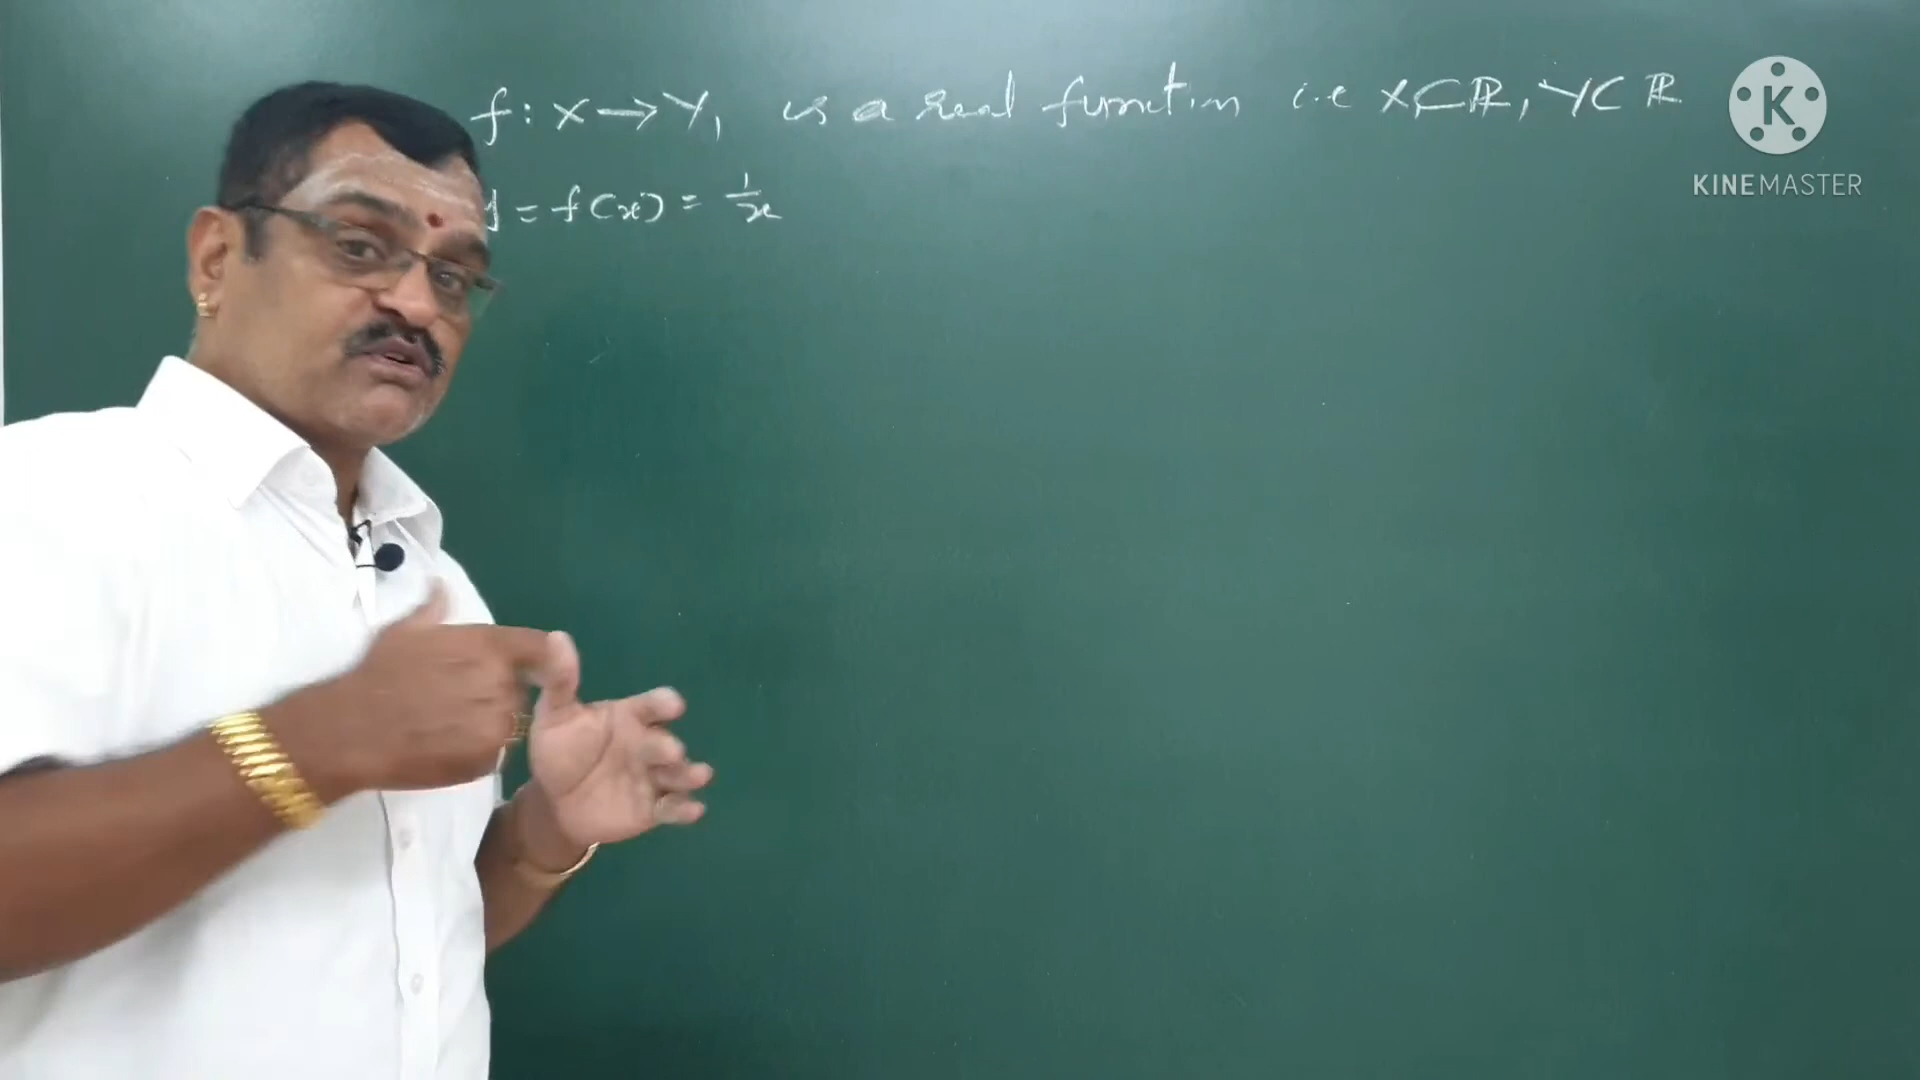 f: X → Y, is a real function i.e X⊂ℝ, Y⊂ℝ
y = f(x) = 1/x
KINEMASTER